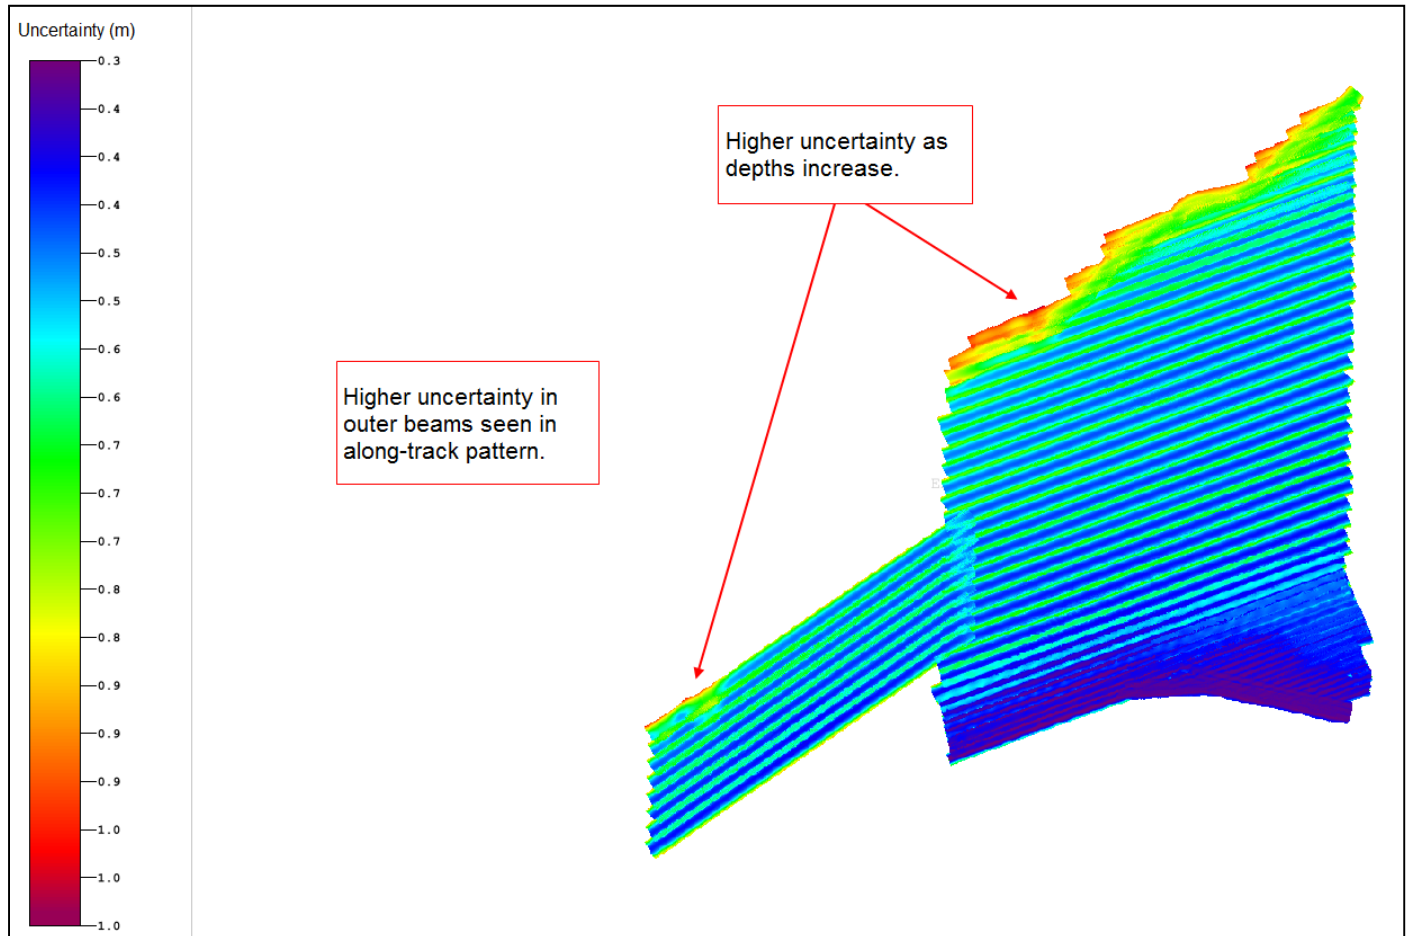 Uncertainty (m)
0.3
0.4
0.4
0.4
0.5
0.5
0.6
0.6
0.7
0.7
0.7
0.8
0.8
0.9
0.9
0.9
1.0
1.0
1.0
Higher uncertainty as
depths increase.
Higher uncertainty in
outer beams seen in
along-track pattern.
E